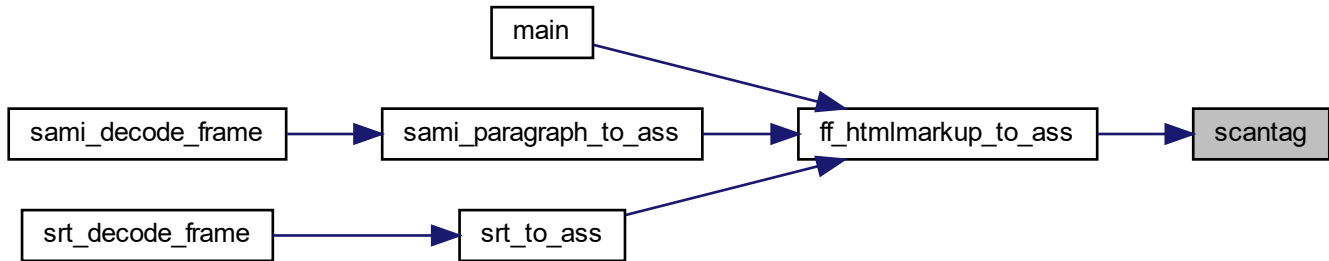 main
sami_decode_frame
sami_paragraph_to_ass
ff_htmlmarkup_to_ass
scantag
srt_decode_frame
srt_to_ass